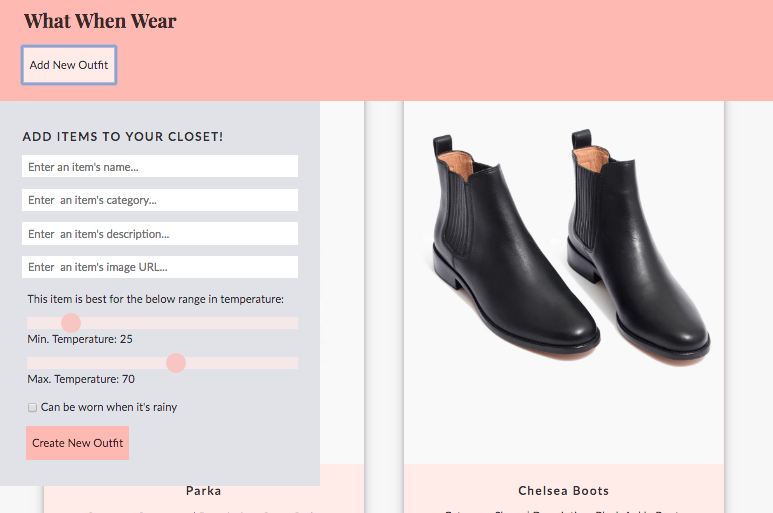 What When Wear
Add New Outfit
ADD ITEMS TO YOUR CLOSET!
Enter an item's name...
Enter  an item's category...
Enter  an item's description...
Enter  an item's image URL...
This item is best for the below range in temperature:
Min. Temperature: 25
Max. Temperature: 70
Can be worn when it's rainy
Create New Outfit
Parka
Chelsea Boots